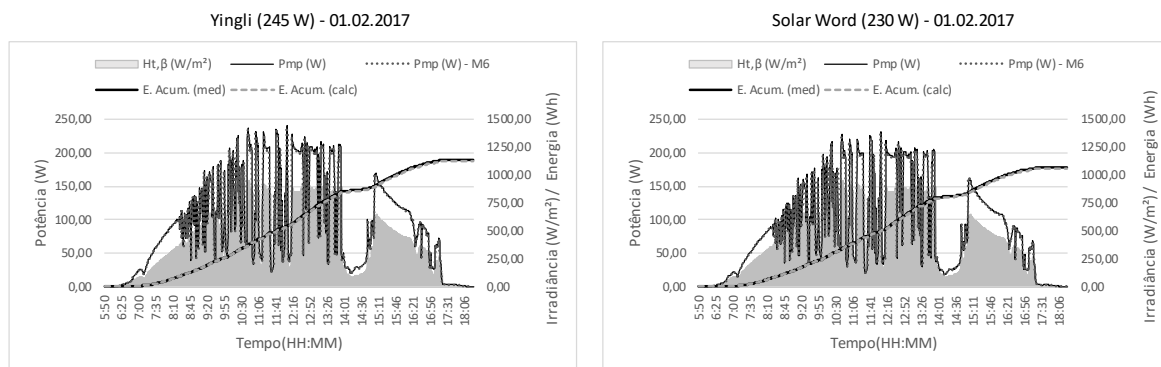 Yingli (245 W) - 01.02.2017
Ht,β (W/m²) Pmp (W) Pmp (W) - M6
E. Acum. (med) E. Acum. (calc)
250,00 1500,00
200,00 1250,00
150,00 1000,00
100,00 750,00
50,00 500,00
0,00 250,00
0,00
Potência (W)
Irradiância (W/m²)/ Energia (Wh)
5:50 6:25 7:00 7:35 8:10 8:45 9:20 9:55 10:30 11:06 11:41 12:16 12:52 13:26 14:01 14:36 15:11 15:46 16:21 16:56 17:31 18:06
Tempo(HH:MM)
Solar Word (230 W) - 01.02.2017
Ht,β (W/m²) Pmp (W) Pmp (W) - M6
E. Acum. (med) E. Acum. (calc)
250,00 1500,00
200,00 1250,00
150,00 1000,00
100,00 750,00
50,00 500,00
0,00 250,00
0,00
Potência (W)
Irradiância (W/m²)/ Energia (Wh)
5:50 6:25 7:00 7:35 8:10 8:45 9:20 9:55 10:30 11:06 11:41 12:16 12:52 13:26 14:01 14:36 15:11 15:46 16:21 16:56 17:31 18:06
Tempo(HH:MM)